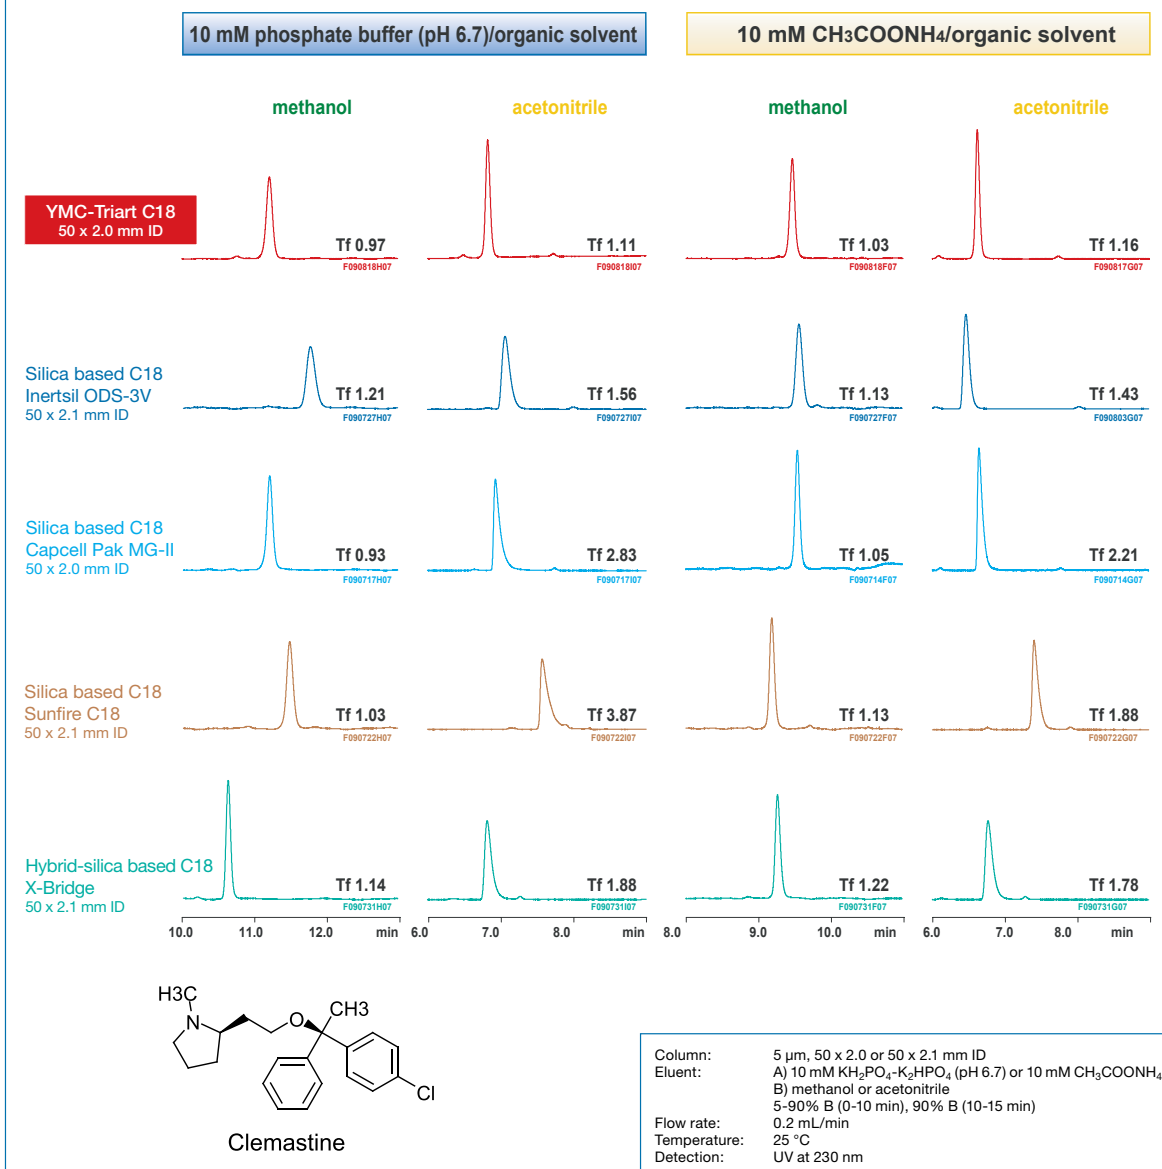 10 mM phosphate buffer (pH 6.7)/organic solvent
10 mM CH3COONH4/organic solvent
methanol
acetonitrile
methanol
acetonitrile
YMC-Triart C18
50 x 2.0 mm ID
Tf 0.97
F090818H07
Tf 1.11
F090818I07
Tf 1.03
F090818F07
Tf 1.16
F090817G07
Silica based C18
Inertsil ODS-3V
50 x 2.1 mm ID
Tf 1.21
F090727H07
Tf 1.56
F090727I07
Tf 1.13
F090727F07
Tf 1.43
F090803G07
Silica based C18
Capcell Pak MG-II
50 x 2.0 mm ID
Tf 0.93
F090717H07
Tf 2.83
F090717I07
Tf 1.05
F090714F07
Tf 2.21
F090714G07
Silica based C18
Sunfire C18
50 x 2.1 mm ID
Tf 1.03
F090722H07
Tf 3.87
F090722I07
Tf 1.13
F090722F07
Tf 1.88
F090722G07
Hybrid-silica based C18
X-Bridge
50 x 2.1 mm ID
Tf 1.14
F090731H07
Tf 1.88
F090731I07
Tf 1.22
F090731F07
Tf 1.78
F090731G07
10.0 11.0 12.0 min
6.0 7.0 8.0 min
8.0 9.0 10.0 min
6.0 7.0 8.0 min
H3C
N
O
CH3
Cl
Clemastine
Column: 5 µm, 50 x 2.0 or 50 x 2.1 mm ID
Eluent: A) 10 mM KH₂PO₄-K₂HPO₄ (pH 6.7) or 10 mM CH₃COONH₄
B) methanol or acetonitrile
5-90% B (0-10 min), 90% B (10-15 min)
Flow rate: 0.2 mL/min
Temperature: 25 °C
Detection: UV at 230 nm